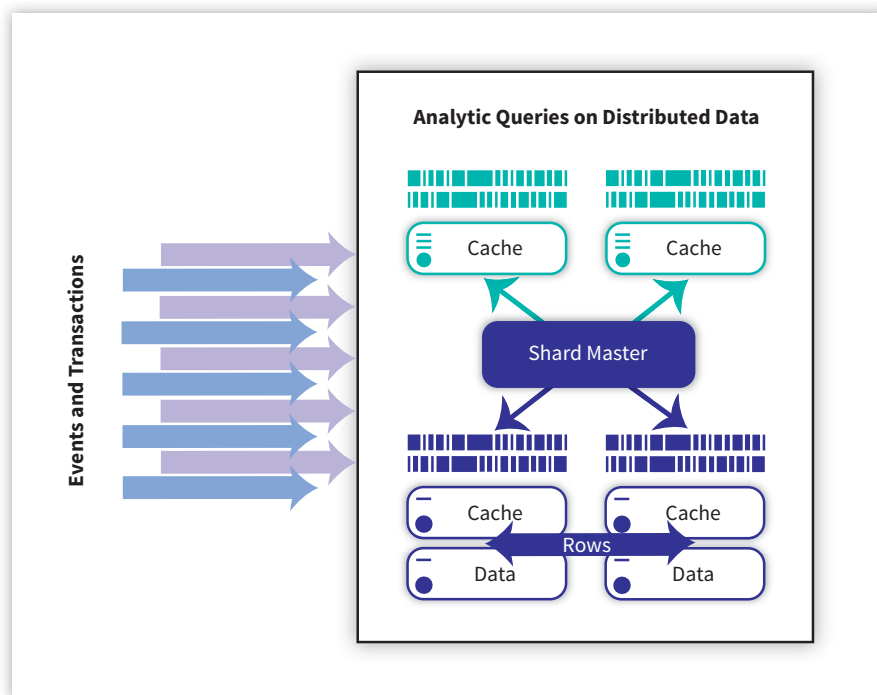 Analytic Queries on Distributed Data
Events and Transactions
Cache
Cache
Shard Master
Cache
Cache
Rows
Data
Data